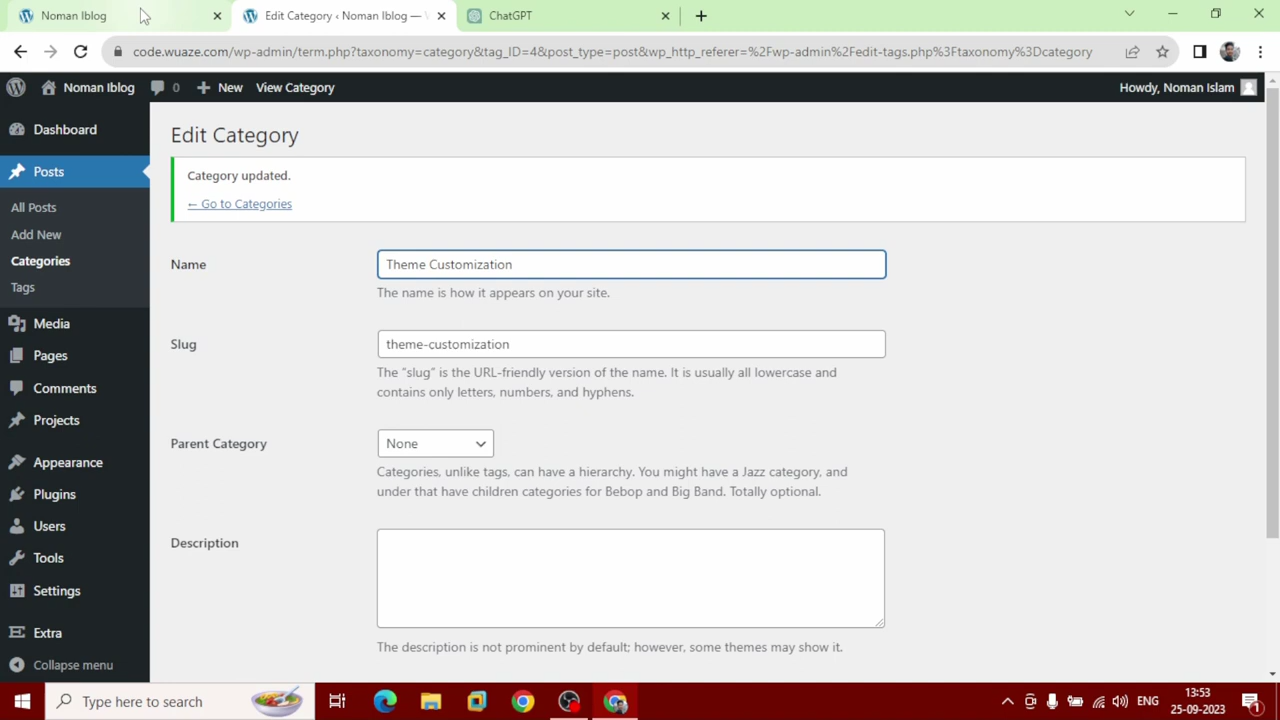 Noman Iblog
Edit Category ‹ Noman Iblog —
ChatGPT
code.wuaze.com/wp-admin/term.php?taxonomy=category&tag_ID=4&post_type=post&wp_http_referer=%2Fwp-admin%2Fedit-tags.php%3Ftaxonomy%3Dcategory
Noman Iblog
0
New
View Category
Howdy, Noman Islam
Dashboard
Posts
All Posts
Add New
Categories
Tags
Media
Pages
Comments
Projects
Appearance
Plugins
Users
Tools
Settings
Extra
Collapse menu
Edit Category
Category updated.
← Go to Categories
Name
Theme Customization
The name is how it appears on your site.
Slug
theme-customization
The “slug” is the URL-friendly version of the name. It is usually all lowercase and
contains only letters, numbers, and hyphens.
Parent Category
None
Categories, unlike tags, can have a hierarchy. You might have a Jazz category, and
under that have children categories for Bebop and Big Band. Totally optional.
Description
The description is not prominent by default; however, some themes may show it.
Type here to search
ENG
13:53
25-09-2023
1